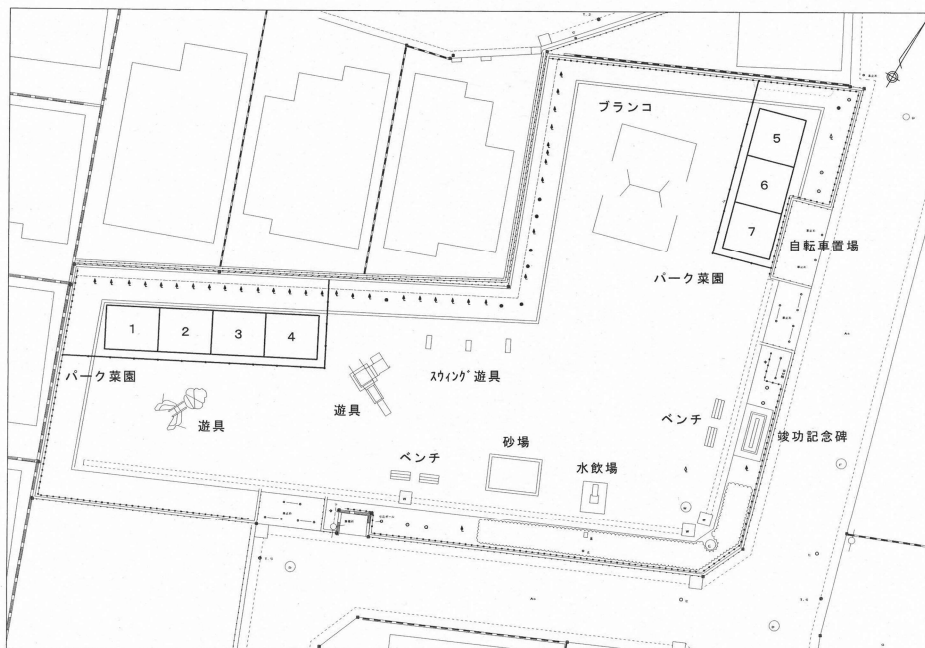 ブランコ
5
6
7
自転車置場
パーク菜園
1
2
3
4
スウィング遊具
パーク菜園
遊具
遊具
ベンチ
竣功記念碑
ベンチ
砂場
水飲場